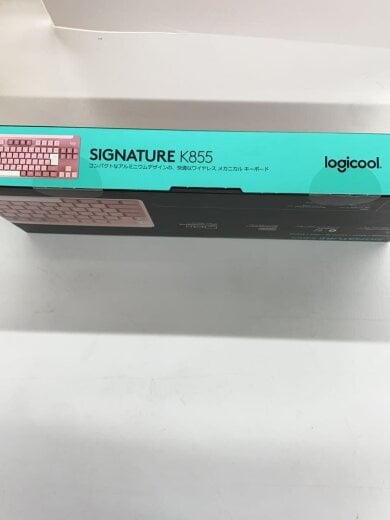 SIGNATURE K855
logicool
コンパクトなアルミニウムデザインの、快適なワイヤレス メカニカル キーボード